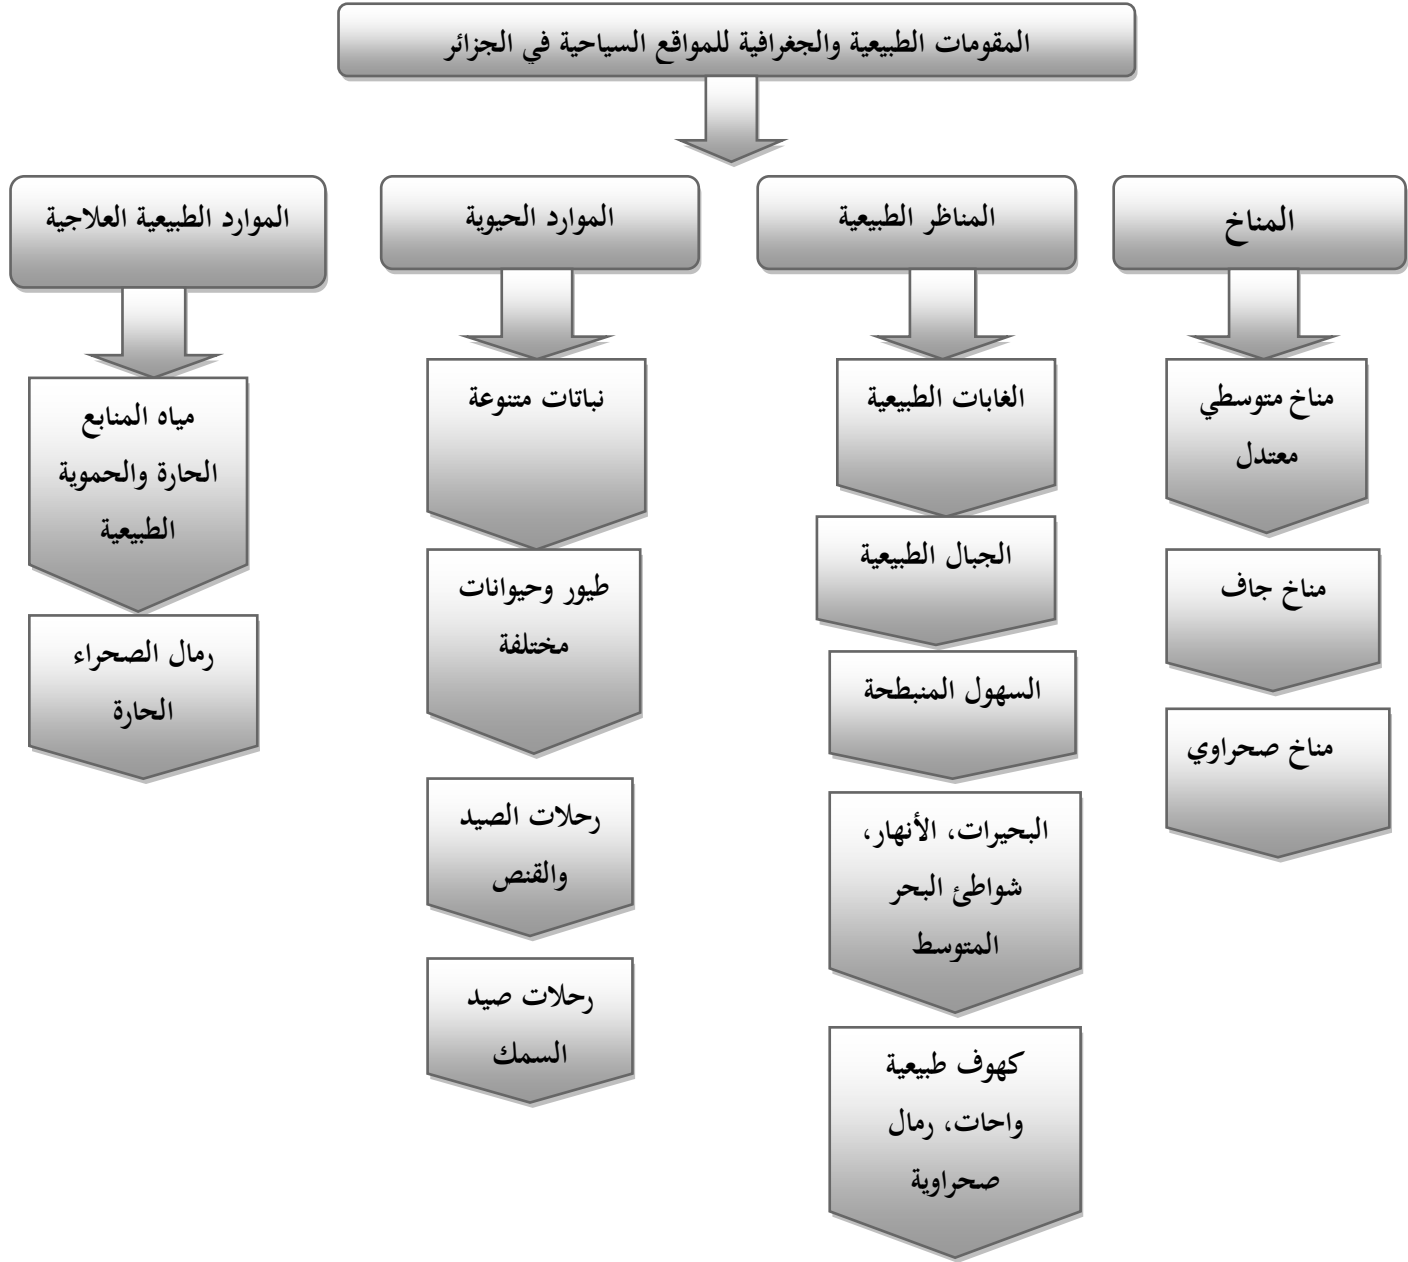 المقومات الطبيعية والجغرافية للمواقع السياحية في الجزائر
المناخ
مناخ متوسطي
معتدل
مناخ جاف
مناخ صحراوي
المناظر الطبيعية
الغابات الطبيعية
الجبال الطبيعية
السهول المنبطحة
البحيرات، الأنهار،
شواطئ البحر
المتوسط
كهوف طبيعية
واحات، رمال
صحراوية
الموارد الحيوية
نباتات متنوعة
طيور وحيوانات
مختلفة
رحلات الصيد
والقنص
رحلات صيد
السمك
الموارد الطبيعية العلاجية
مياه المنابع
الحارة والحموية
الطبيعية
رمال الصحراء
الحارة